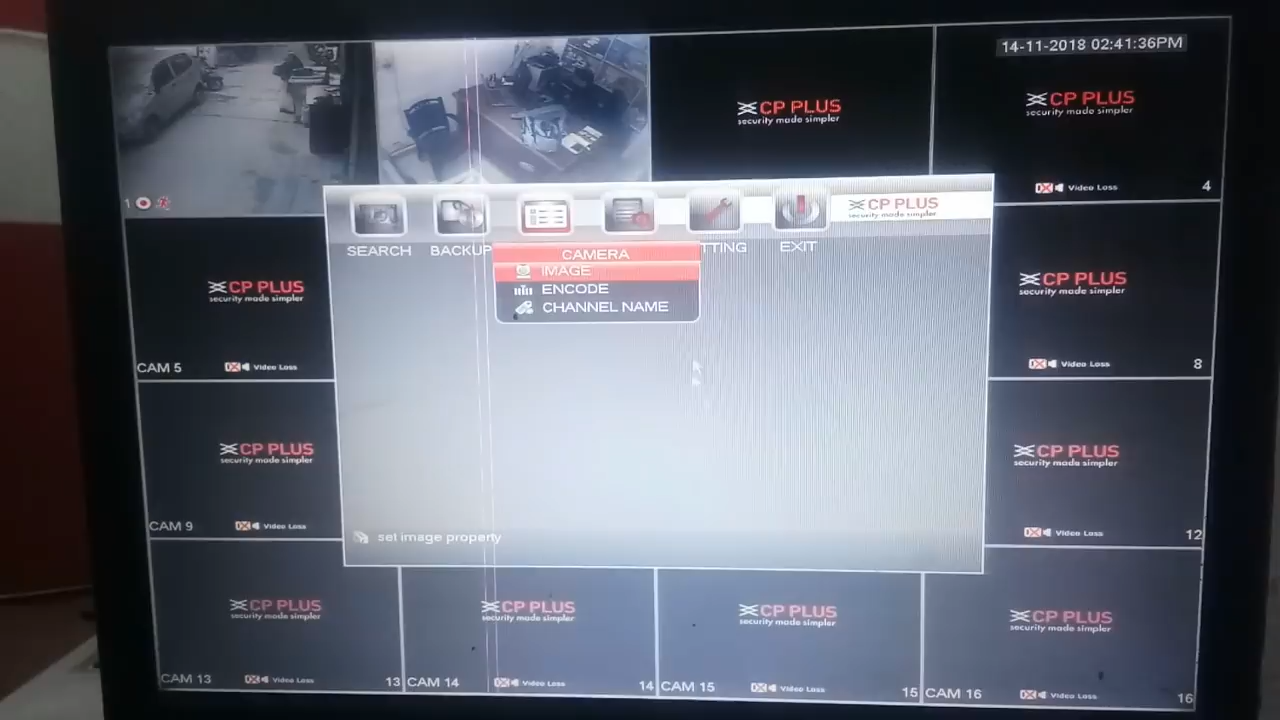 14-11-2018 02:41:36PM
CP PLUS
security made simpler
CP PLUS
security made simpler
Video Loss
4
1
SEARCH
BACKUP
TTING
EXIT
CP PLUS
security made simpler
CAMERA
IMAGE
ENCODE
CHANNEL NAME
set image property
CP PLUS
security made simpler
CAM 5
Video Loss
CP PLUS
security made simpler
Video Loss
8
CP PLUS
security made simpler
CAM 9
Video Loss
CP PLUS
security made simpler
Video Loss
12
CP PLUS
security made simpler
CAM 13
Video Loss
13
CP PLUS
security made simpler
CAM 14
Video Loss
14
CP PLUS
security made simpler
CAM 15
Video Loss
15
CP PLUS
security made simpler
CAM 16
Video Loss
16